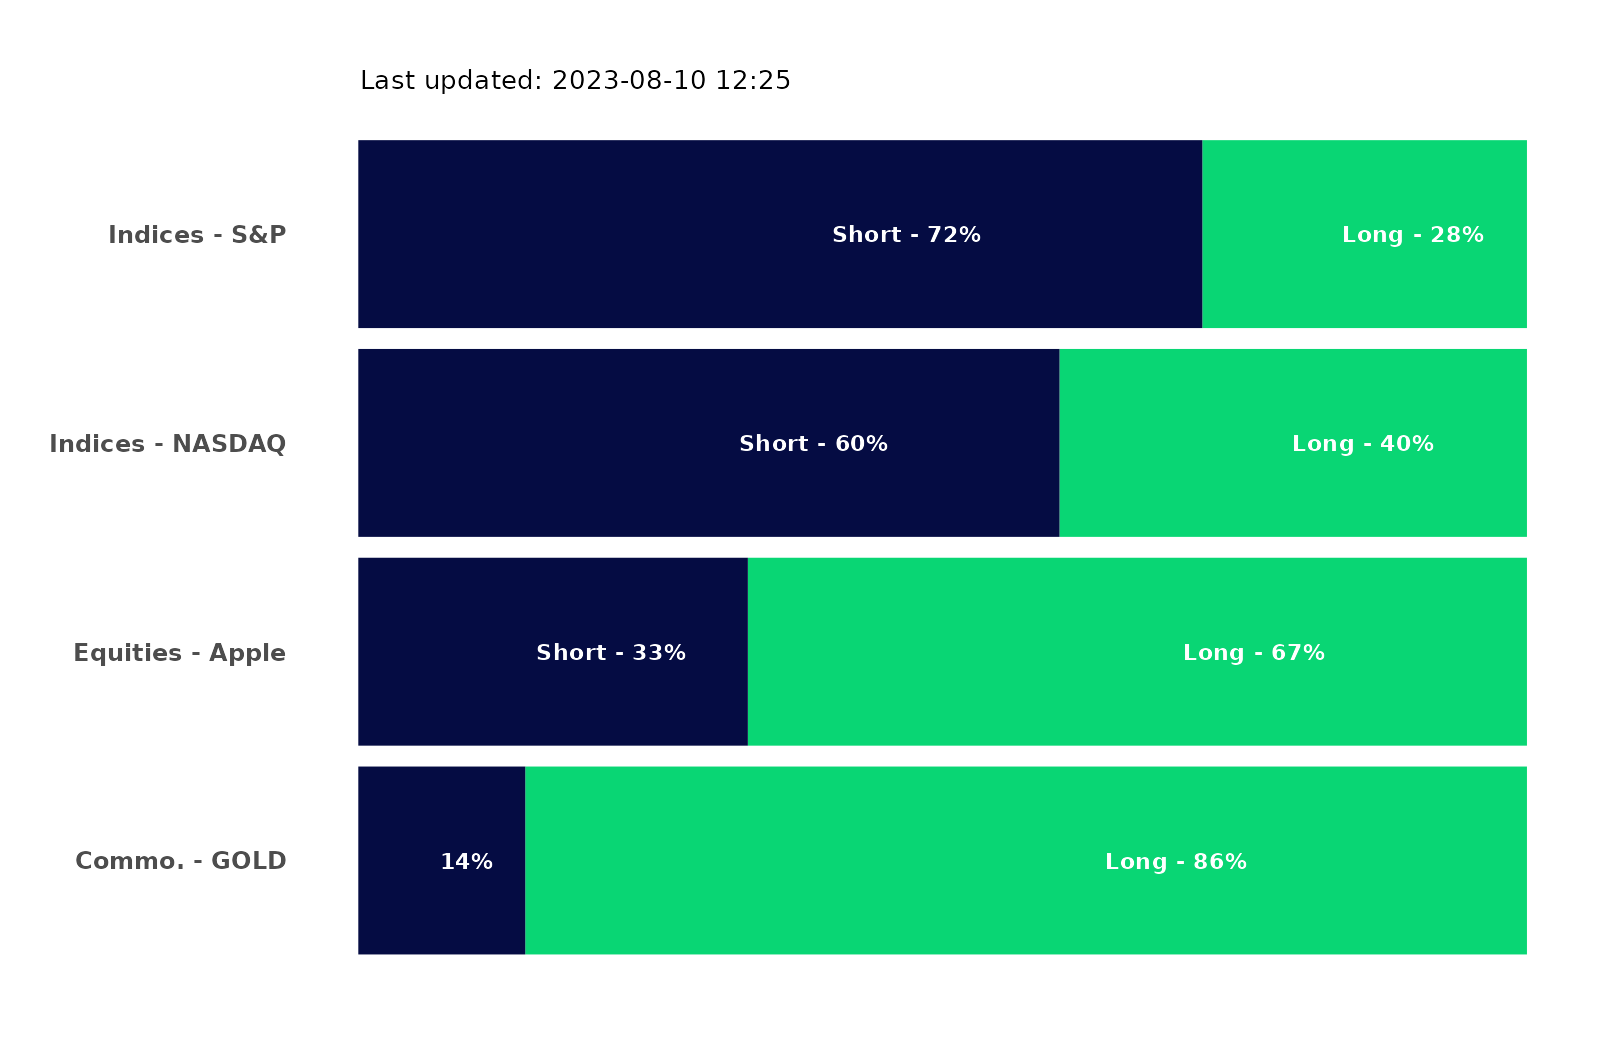 Last updated: 2023-08-10 12:25
Indices - S&P Short - 72% Long - 28%
Indices - NASDAQ Short - 60% Long - 40%
Equities - Apple Short - 33% Long - 67%
Commo. - GOLD 14% Long - 86%